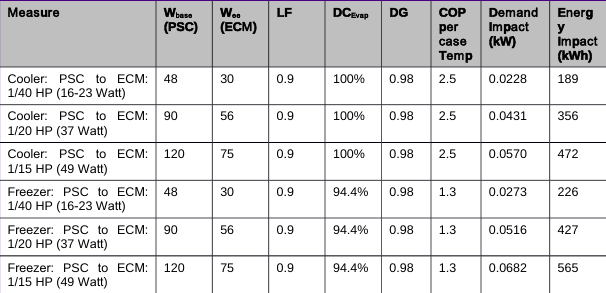 Measure W_base (PSC) W_ee (ECM) LF DC_Evap DG COP per case Temp Demand Impact (kW) Energ y Impact (kWh)
Cooler: PSC to ECM: 1/40 HP (16-23 Watt) 48 30 0.9 100% 0.98 2.5 0.0228 189
Cooler: PSC to ECM: 1/20 HP (37 Watt) 90 56 0.9 100% 0.98 2.5 0.0431 356
Cooler: PSC to ECM: 1/15 HP (49 Watt) 120 75 0.9 100% 0.98 2.5 0.0570 472
Freezer: PSC to ECM: 1/40 HP (16-23 Watt) 48 30 0.9 94.4% 0.98 1.3 0.0273 226
Freezer: PSC to ECM: 1/20 HP (37 Watt) 90 56 0.9 94.4% 0.98 1.3 0.0516 427
Freezer: PSC to ECM: 1/15 HP (49 Watt) 120 75 0.9 94.4% 0.98 1.3 0.0682 565